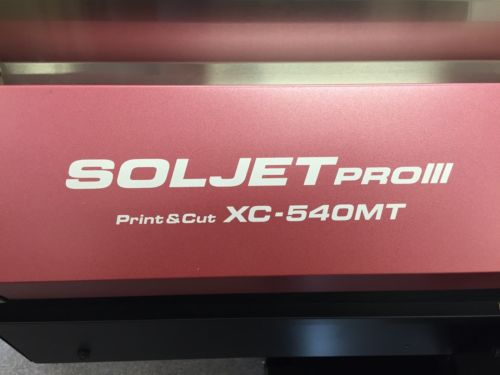 SOLJET PROIII
Print&Cut XC-540MT